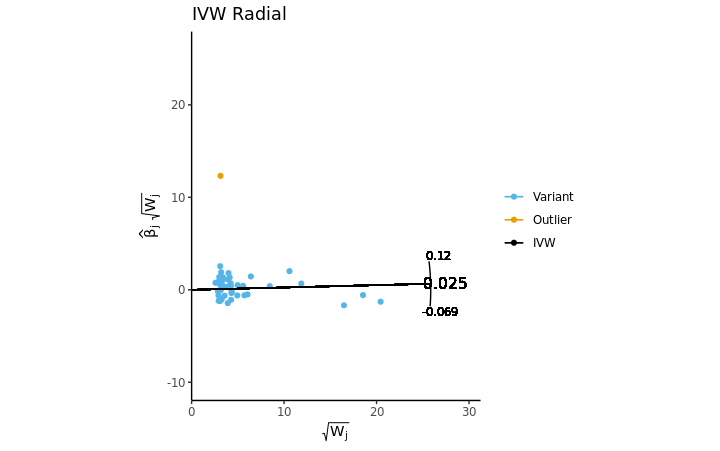 IVW Radial
20
10
0
-10
0
10
20
30
β̂j √Wj
√Wj
0.12
0.025
-0.069
Variant
Outlier
IVW